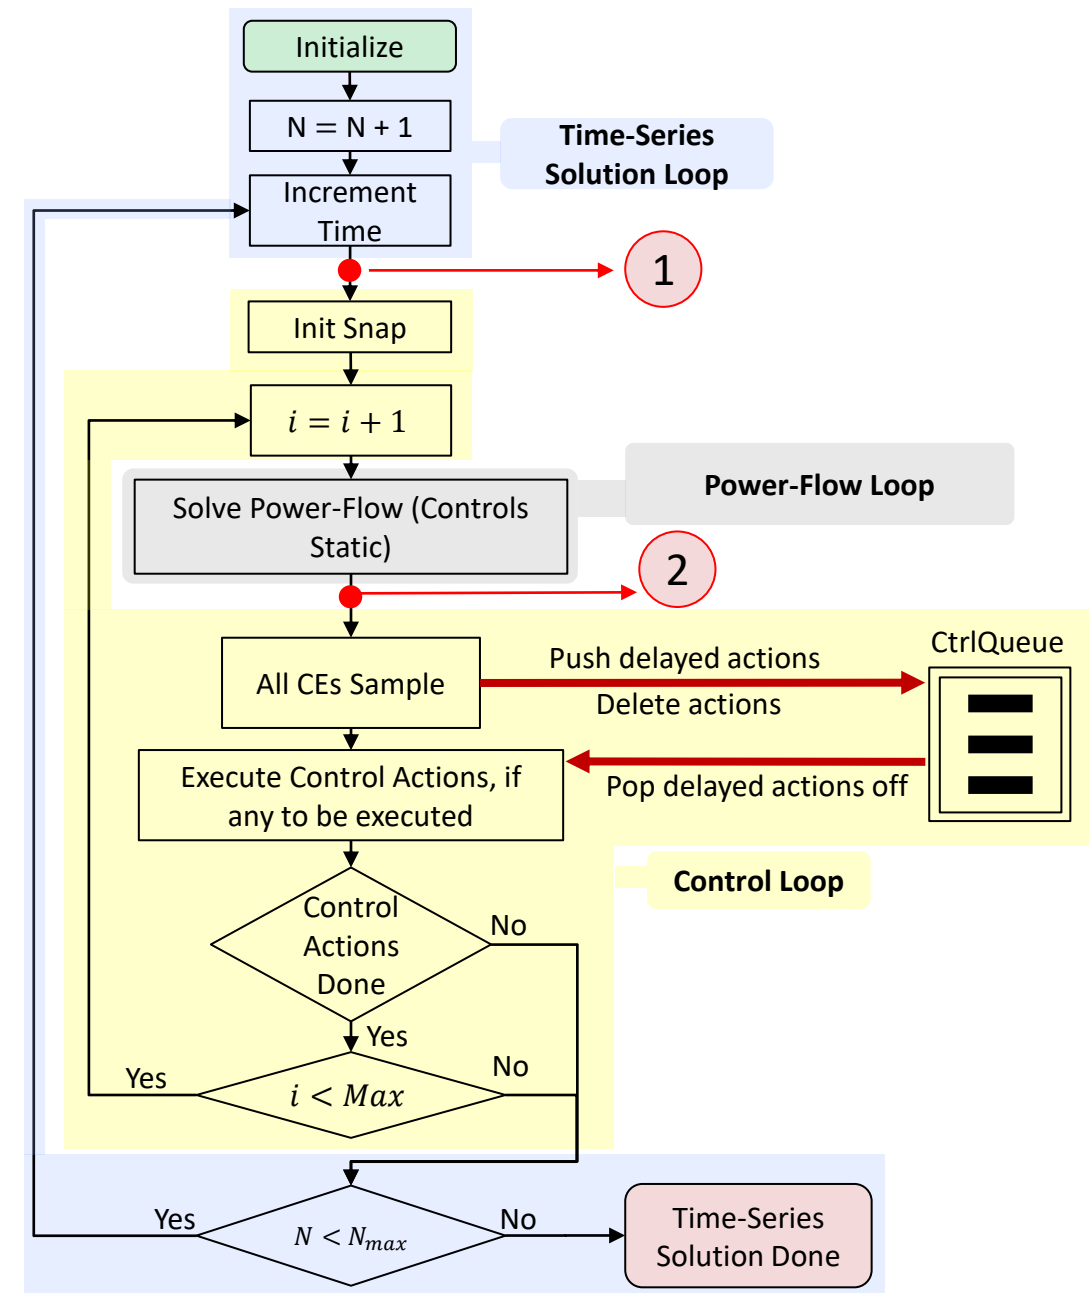 Initialize
N = N + 1
Time-Series
Solution Loop
Increment
Time
1
Init Snap
i = i + 1
Power-Flow Loop
Solve Power-Flow (Controls
Static)
2
CtrlQueue
Push delayed actions
All CEs Sample
Delete actions
Execute Control Actions, if
any to be executed
Pop delayed actions off
Control Loop
Control
Actions
Done
No
Yes
Yes
i < Max
No
Yes
N < Nmax
No
Time-Series
Solution Done